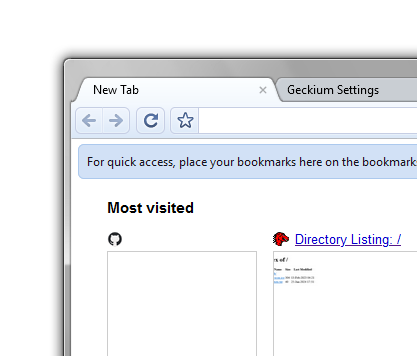 New Tab
Geckium Settings
For quick access, place your bookmarks here on the bookmark
Most visited
Directory Listing: /
of /
Name Size Last Modified